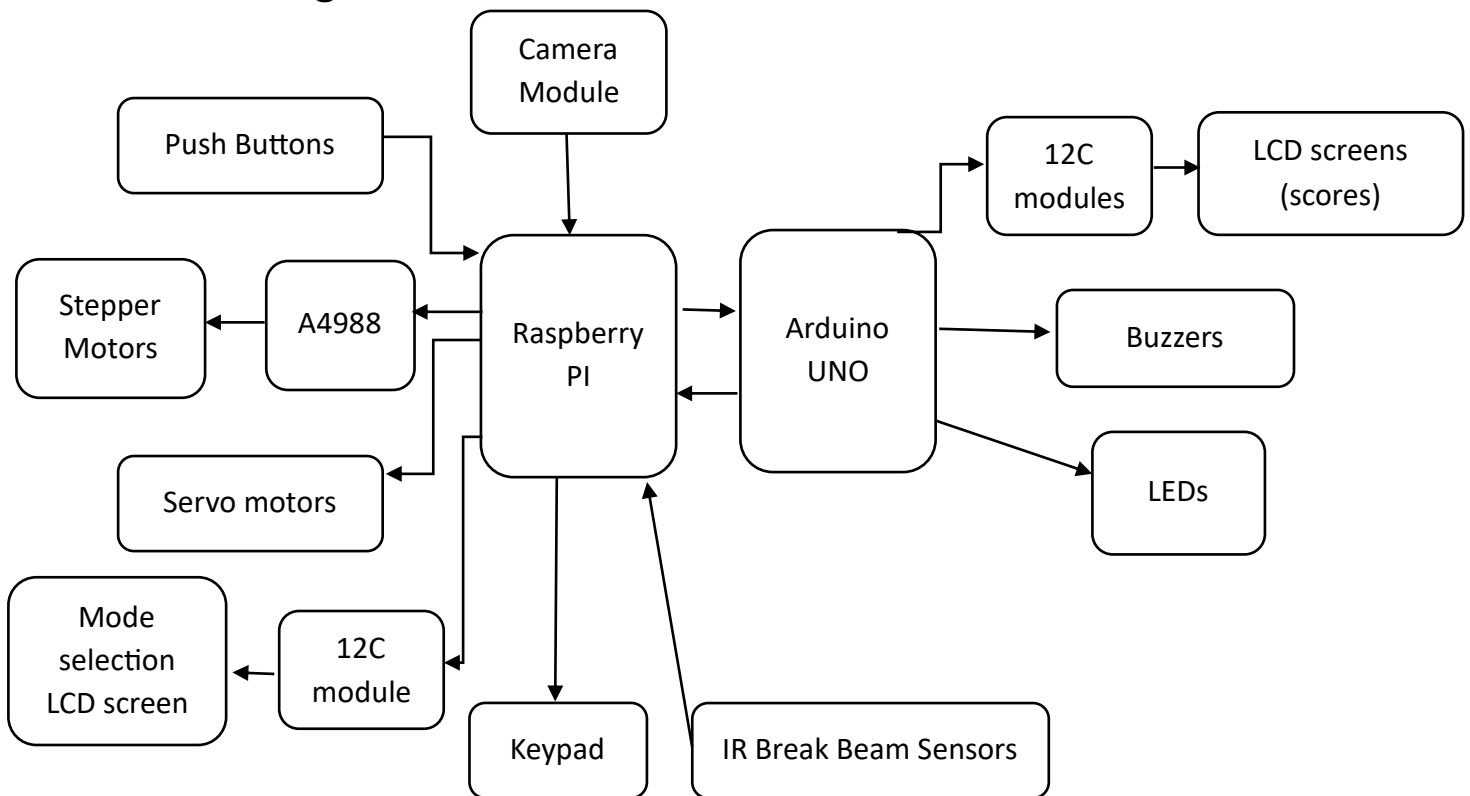 Camera
Module
Push Buttons
12C
modules
LCD screens
(scores)
Stepper
Motors
A4988
Raspberry
PI
Arduino
UNO
Buzzers
Servo motors
LEDs
Mode
selection
LCD screen
12C
module
Keypad
IR Break Beam Sensors